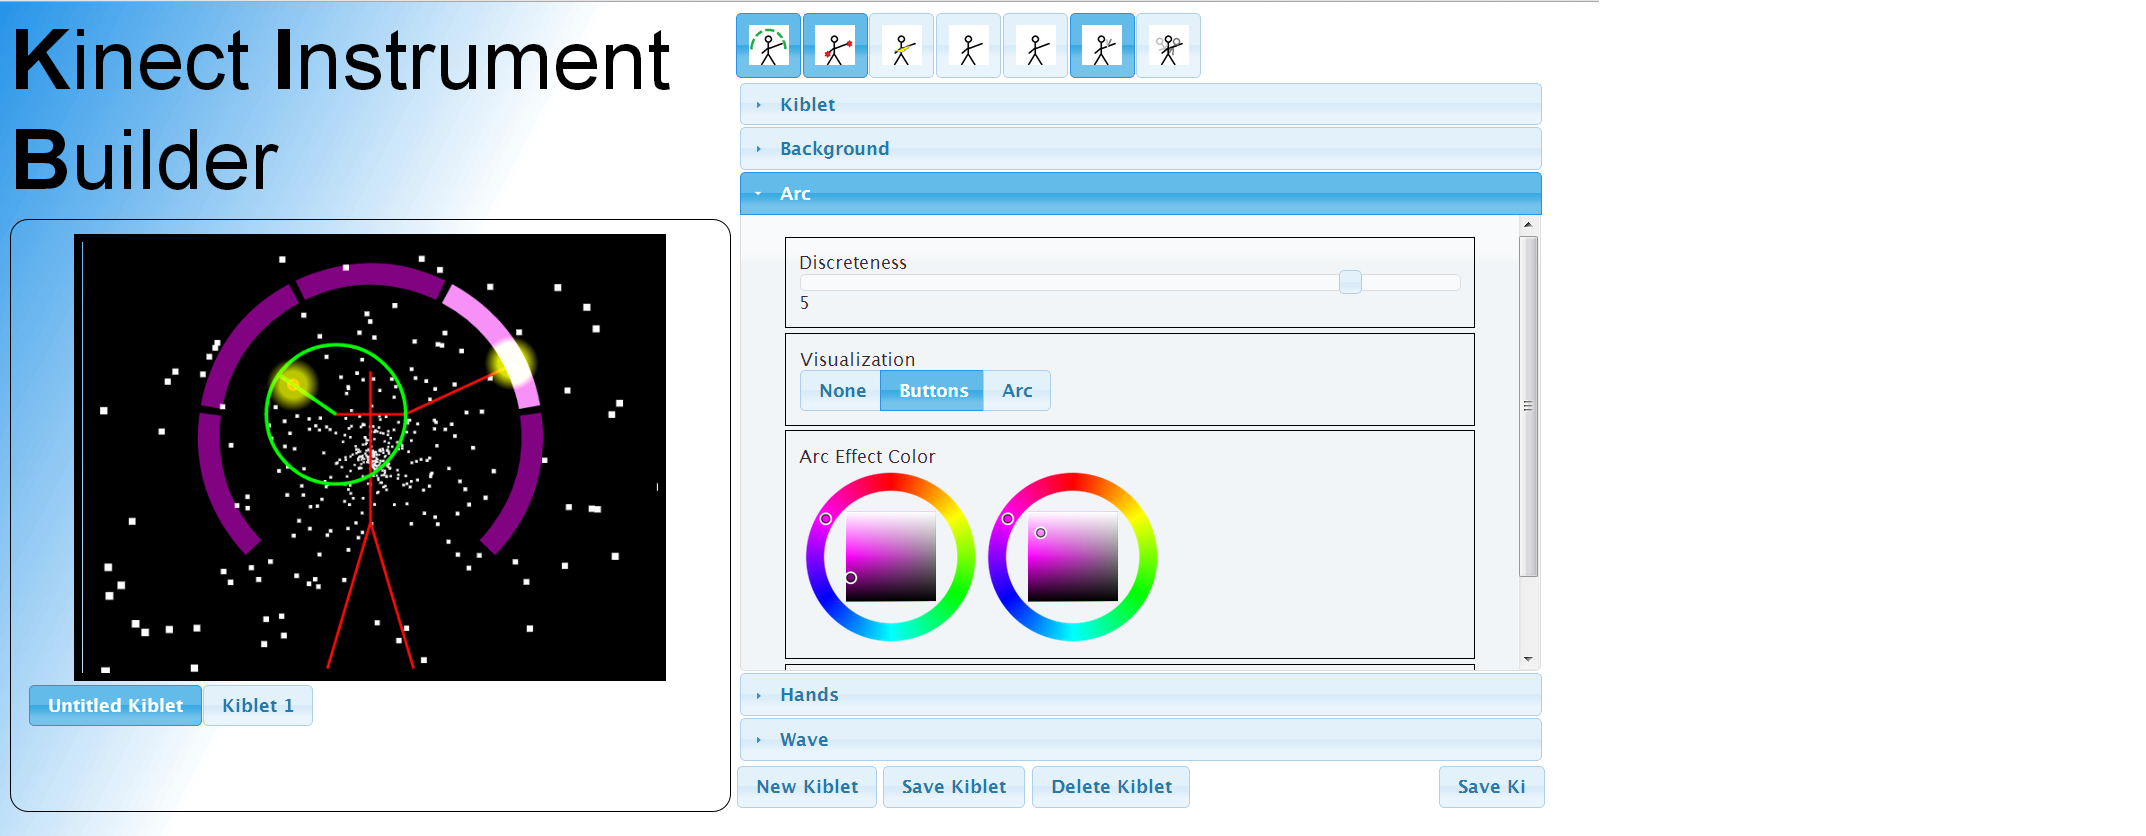 Kinect Instrument
Builder
Untitled Kiblet
Kiblet 1
Kiblet
Background
Arc
Discreteness
5
Visualization
None Buttons Arc
Arc Effect Color
Hands
Wave
New Kiblet Save Kiblet Delete Kiblet Save Ki